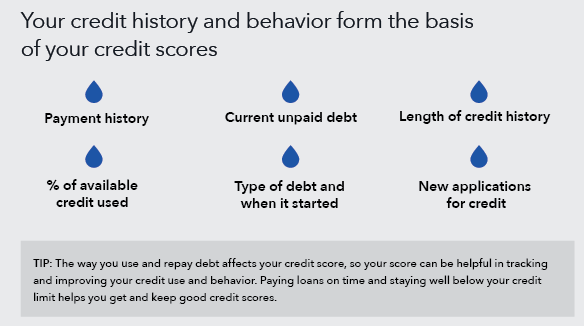 Your credit history and behavior form the basis
of your credit scores
Payment history
Current unpaid debt
Length of credit history
% of available
credit used
Type of debt and
when it started
New applications
for credit
TIP: The way you use and repay debt affects your credit score, so your score can be helpful in tracking
and improving your credit use and behavior. Paying loans on time and staying well below your credit
limit helps you get and keep good credit scores.